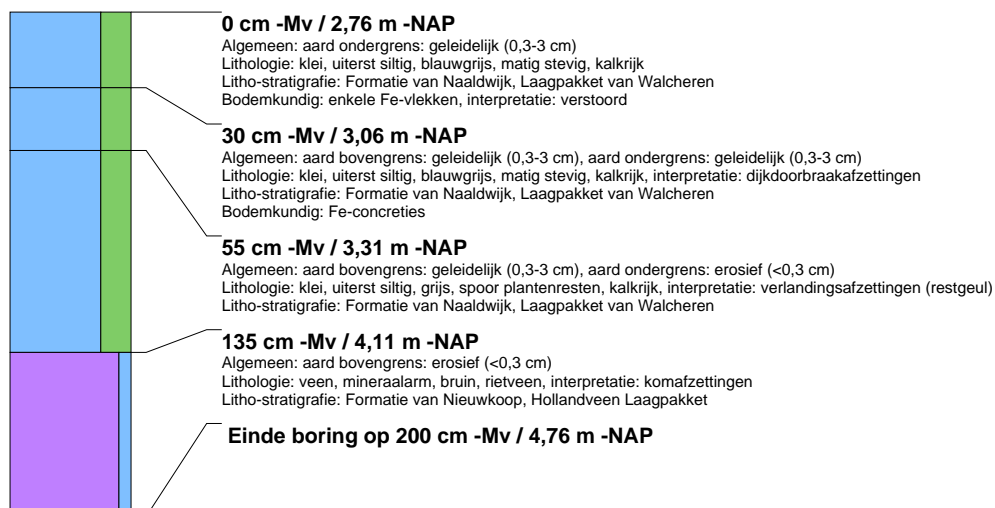 0 cm -Mv / 2,76 m -NAP
Algemeen: aard ondergrens: geleidelijk (0,3-3 cm)
Lithologie: klei, uiterst siltig, blauwgrijs, matig stevig, kalkrijk
Litho-stratigrafie: Formatie van Naaldwijk, Laagpakket van Walcheren
Bodemkundig: enkele Fe-vlekken, interpretatie: verstoord
30 cm -Mv / 3,06 m -NAP
Algemeen: aard bovengrens: geleidelijk (0,3-3 cm), aard ondergrens: geleidelijk (0,3-3 cm)
Lithologie: klei, uiterst siltig, blauwgrijs, matig stevig, kalkrijk, interpretatie: dijkdoorbraakafzettingen
Litho-stratigrafie: Formatie van Naaldwijk, Laagpakket van Walcheren
Bodemkundig: Fe-concreties
55 cm -Mv / 3,31 m -NAP
Algemeen: aard bovengrens: geleidelijk (0,3-3 cm), aard ondergrens: erosief (<0,3 cm)
Lithologie: klei, uiterst siltig, grijs, spoor plantenresten, kalkrijk, interpretatie: verlandingsafzettingen (restgeul)
Litho-stratigrafie: Formatie van Naaldwijk, Laagpakket van Walcheren
135 cm -Mv / 4,11 m -NAP
Algemeen: aard bovengrens: erosief (<0,3 cm)
Lithologie: veen, mineraalarm, bruin, rietveen, interpretatie: komafzettingen
Litho-stratigrafie: Formatie van Nieuwkoop, Hollandveen Laagpakket
Einde boring op 200 cm -Mv / 4,76 m -NAP